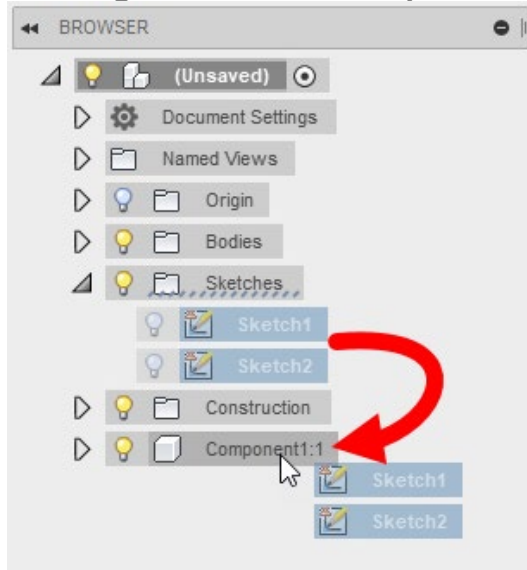 BROWSER
(Unsaved)
Document Settings
Named Views
Origin
Bodies
Sketches
Sketch1
Sketch2
Construction
Component1:1
Sketch1
Sketch2